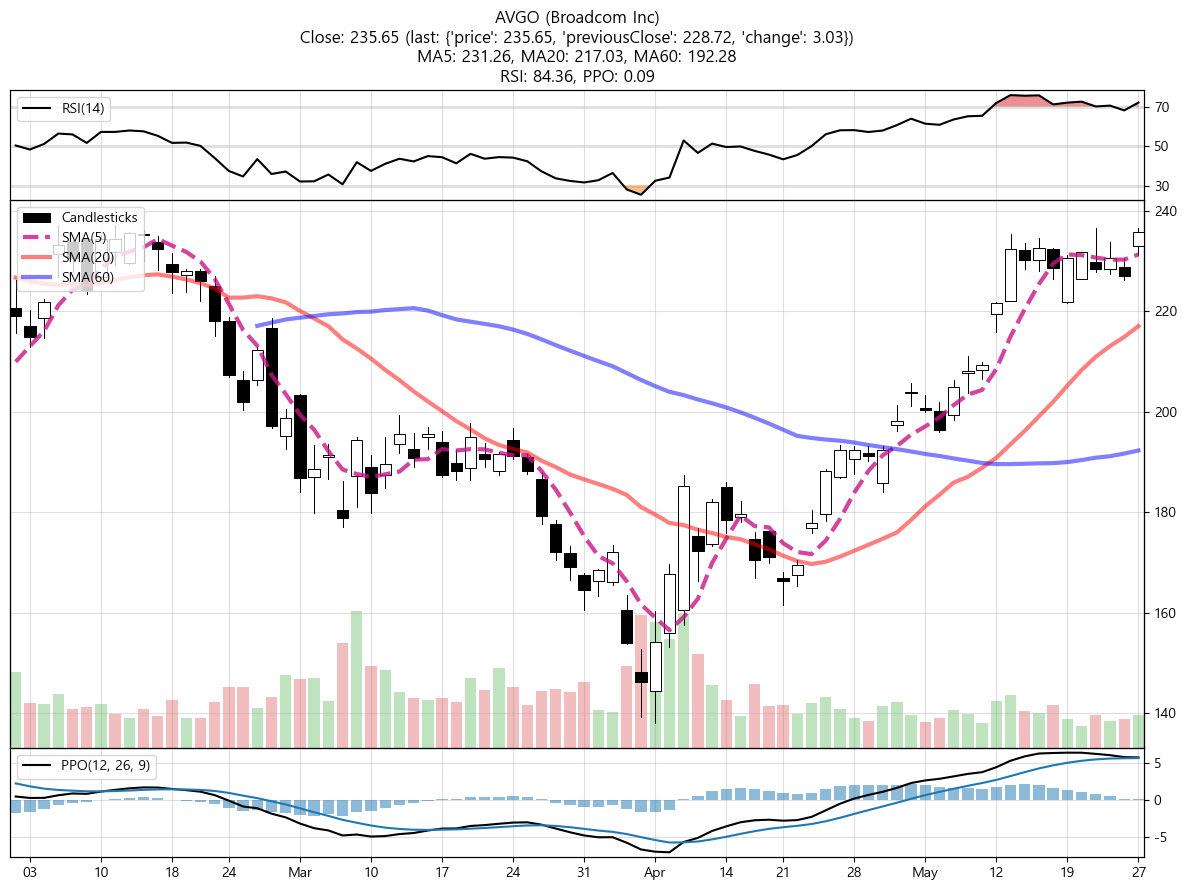 AVGO (Broadcom Inc)
Close: 235.65 (last: {'price': 235.65, 'previousClose': 228.72, 'change': 3.03})
MA5: 231.26, MA20: 217.03, MA60: 192.28
RSI: 84.36, PPO: 0.09
RSI(14)
70
50
30
Candlesticks
SMA(5)
SMA(20)
SMA(60)
240
220
200
180
160
140
PPO(12, 26, 9)
5
0
-5
03 10 18 24 Mar 10 17 24 31 Apr 14 21 28 May 12 19 27